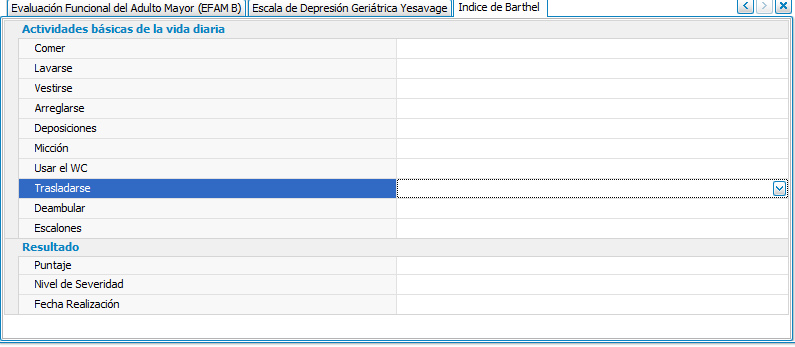 Evaluación Funcional del Adulto Mayor (EFAM B) Escala de Depresión Geriátrica Yesavage Indice de Barthel
Actividades básicas de la vida diaria
Comer
Lavarse
Vestirse
Arreglarse
Deposiciones
Micción
Usar el WC
Trasladarse
Deambular
Escalones
Resultado
Puntaje
Nivel de Severidad
Fecha Realización